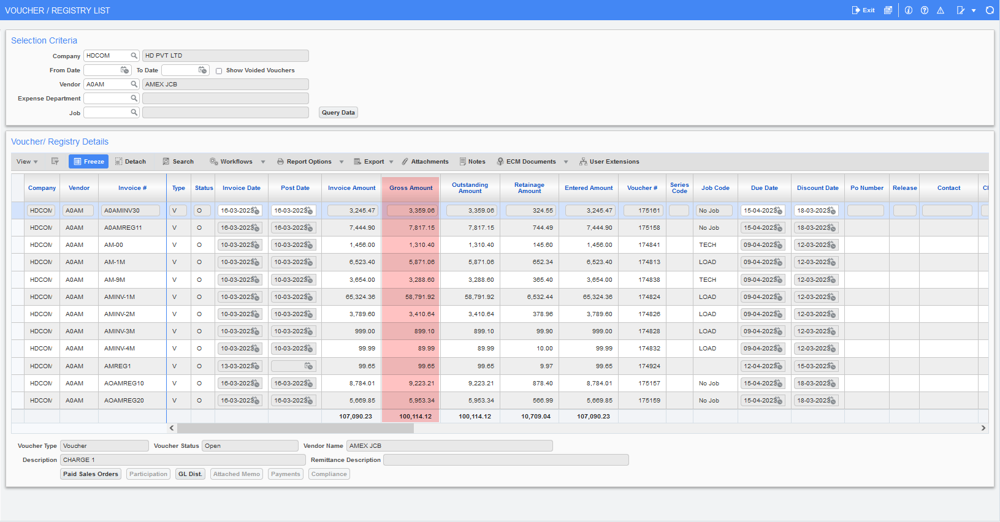 VOUCHER / REGISTRY LIST Exit
Selection Criteria
Company HDCOM HD PVT LTD
From Date To Date Show Voided Vouchers
Vendor A0AM AMEX JCB
Expense Department
Job Query Data
Voucher/ Registry Details
View Freeze Detach Search Workflows Report Options Export Attachments Notes ECM Documents User Extensions
Company Vendor Invoice # Type Status Invoice Date Post Date Invoice Amount Gross Amount Outstanding Amount Retainage Amount Entered Amount Voucher # Series Code Job Code Due Date Discount Date Po Number Release Contact
HDCOM A0AM A0AMINV30 V O 16-03-2023 16-03-2023 3,245.47 3,359.06 3,359.06 324.55 3,245.47 175161 No Job 15-04-2023 18-03-2023
HDCOM A0AM A0AMREG11 V O 16-03-2023 16-03-2023 7,444.90 7,817.15 7,817.15 744.49 7,444.90 175158 No Job 15-04-2023 18-03-2023
HDCOM A0AM AM-00 V O 10-03-2023 10-03-2023 1,456.00 1,310.40 1,310.40 145.60 1,456.00 174841 TECH 09-04-2023 12-03-2023
HDCOM A0AM AM-1M V O 10-03-2023 10-03-2023 6,523.40 5,871.06 5,871.06 652.34 6,523.40 174813 LOAD 09-04-2023 12-03-2023
HDCOM A0AM AM-9M V O 10-03-2023 10-03-2023 3,654.00 3,288.60 3,288.60 365.40 3,654.00 174838 TECH 09-04-2023 12-03-2023
HDCOM A0AM AMINV-1M V O 10-03-2023 10-03-2023 65,324.36 58,791.92 58,791.92 6,532.44 65,324.36 174824 LOAD 09-04-2023 12-03-2023
HDCOM A0AM AMINV-2M V O 10-03-2023 10-03-2023 3,789.60 3,410.64 3,410.64 378.96 3,789.60 174826 LOAD 09-04-2023 12-03-2023
HDCOM A0AM AMINV-3M V O 10-03-2023 10-03-2023 999.00 899.10 899.10 99.90 999.00 174828 LOAD 09-04-2023 12-03-2023
HDCOM A0AM AMINV-4M V O 10-03-2023 10-03-2023 99.99 89.99 89.99 10.00 99.99 174832 LOAD 09-04-2023 12-03-2023
HDCOM A0AM AMREG1 V O 13-03-2023 99.65 99.65 99.65 9.97 99.65 174924 12-04-2023 15-03-2023
HDCOM A0AM AOAMREG10 V O 16-03-2023 16-03-2023 8,784.01 9,223.21 9,223.21 878.40 8,784.01 175157 No Job 15-04-2023 18-03-2023
HDCOM A0AM AOAMREG20 V O 16-03-2023 16-03-2023 5,669.85 5,953.34 5,953.34 566.99 5,669.85 175159 No Job 15-04-2023 18-03-2023
107,090.23 100,114.12 100,114.12 10,709.04 107,090.23
Voucher Type Voucher Voucher Status Open Vendor Name AMEX JCB
Description CHARGE 1 Remittance Description
Paid Sales Orders Participation GL Dist. Attached Memo Payments Compliance